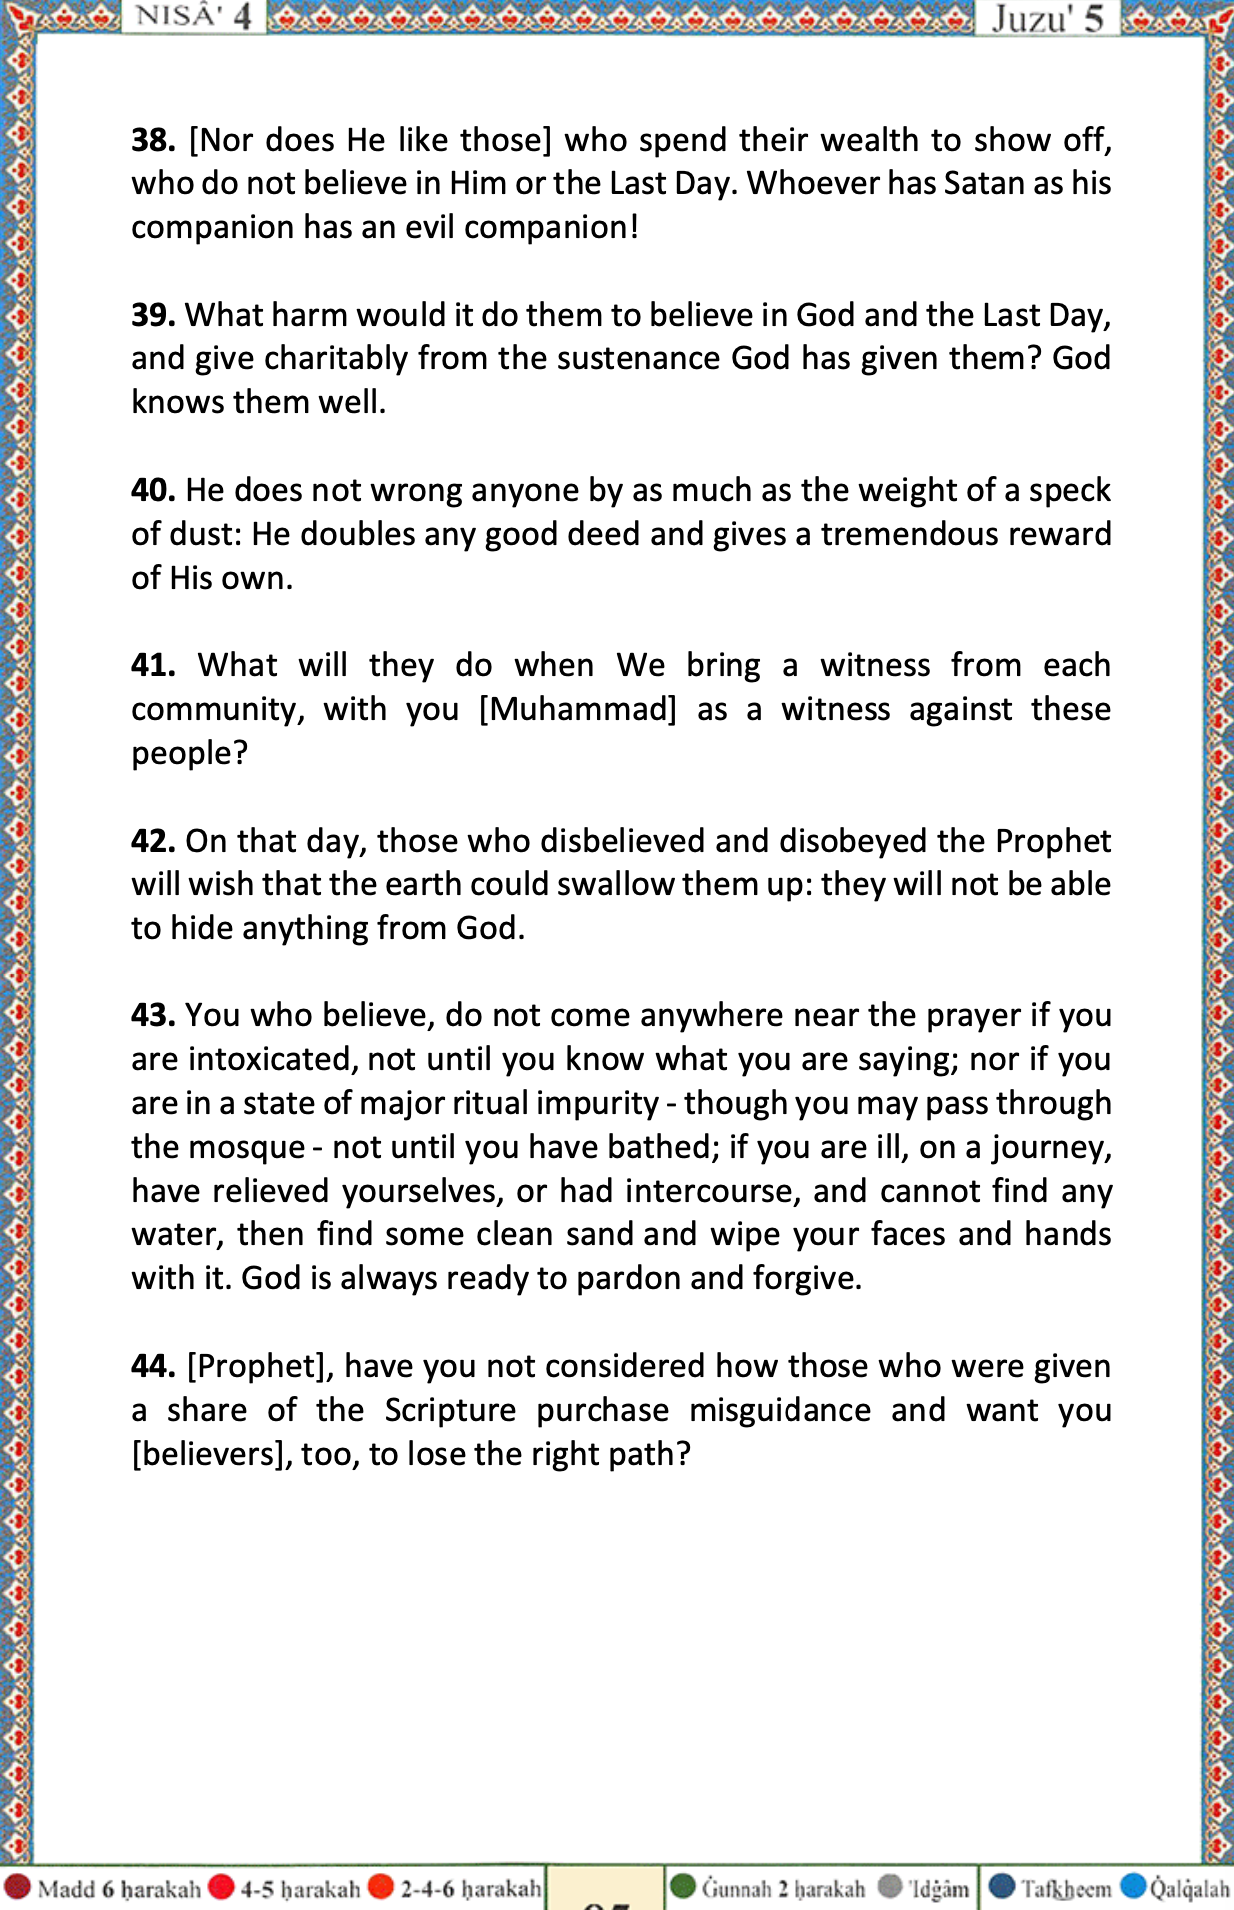 NISÂ' 4
Juzu' 5
38. [Nor does He like those] who spend their wealth to show off,
who do not believe in Him or the Last Day. Whoever has Satan as his
companion has an evil companion!
39. What harm would it do them to believe in God and the Last Day,
and give charitably from the sustenance God has given them? God
knows them well.
40. He does not wrong anyone by as much as the weight of a speck
of dust: He doubles any good deed and gives a tremendous reward
of His own.
41. What will they do when We bring a witness from each
community, with you [Muhammad] as a witness against these
people?
42. On that day, those who disbelieved and disobeyed the Prophet
will wish that the earth could swallow them up: they will not be able
to hide anything from God.
43. You who believe, do not come anywhere near the prayer if you
are intoxicated, not until you know what you are saying; nor if you
are in a state of major ritual impurity - though you may pass through
the mosque - not until you have bathed; if you are ill, on a journey,
have relieved yourselves, or had intercourse, and cannot find any
water, then find some clean sand and wipe your faces and hands
with it. God is always ready to pardon and forgive.
44. [Prophet], have you not considered how those who were given
a share of the Scripture purchase misguidance and want you
[believers], too, to lose the right path?
Madd 6 ḥarakah 4-5 ḥarakah 2-4-6 ḥarakah Ġunnah 2 ḥarakah 'Idġâm Tafk͟heem Q̇alq̇alah